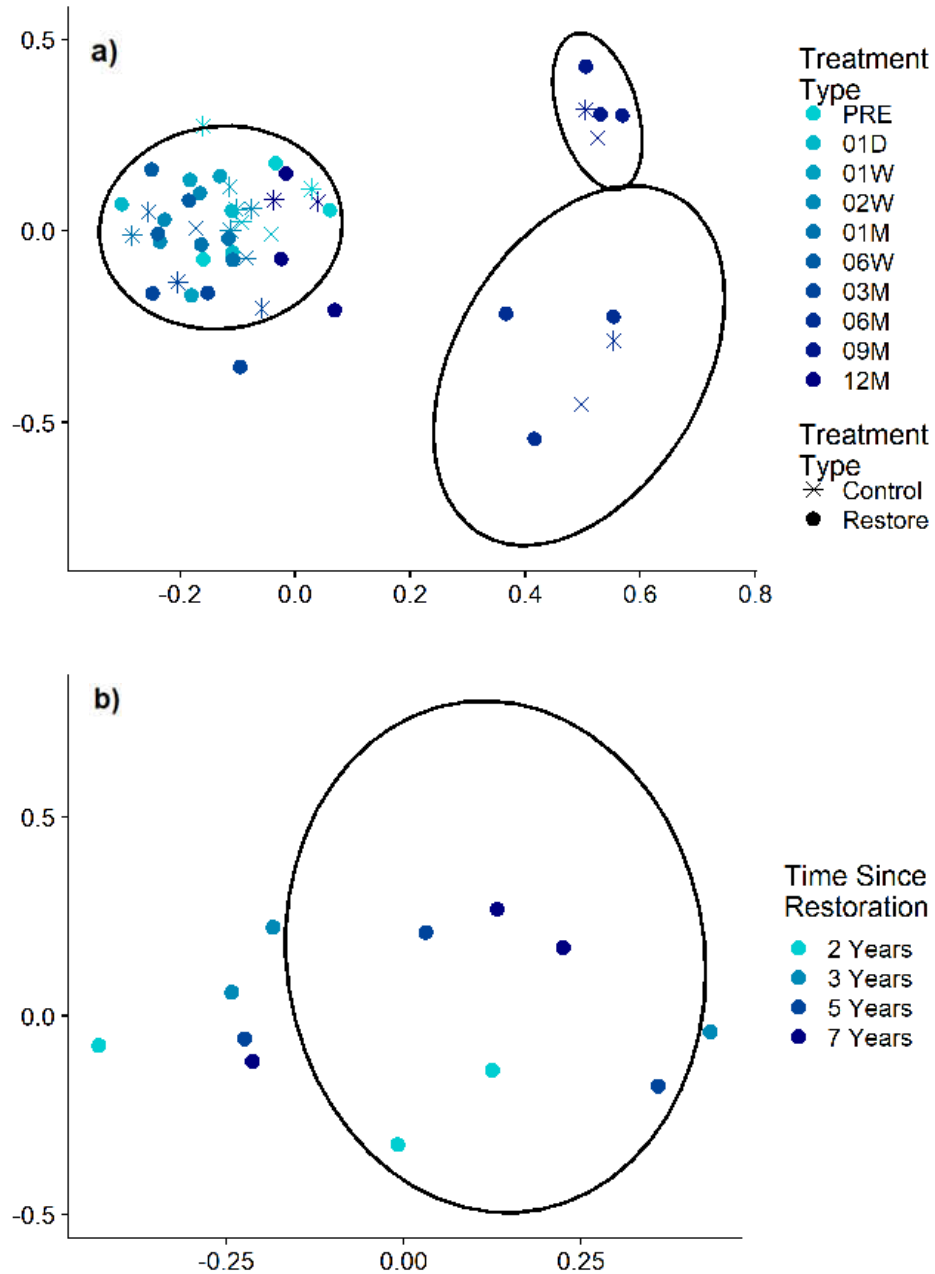 a)
0.5
0.0
-0.5
-0.2
0.0
0.2
0.4
0.6
0.8
Treatment
Type
PRE
01D
01W
02W
01M
06W
03M
06M
09M
12M
Treatment
Type
Control
Restore
b)
0.5
0.0
-0.5
-0.25
0.00
0.25
Time Since
Restoration
2 Years
3 Years
5 Years
7 Years